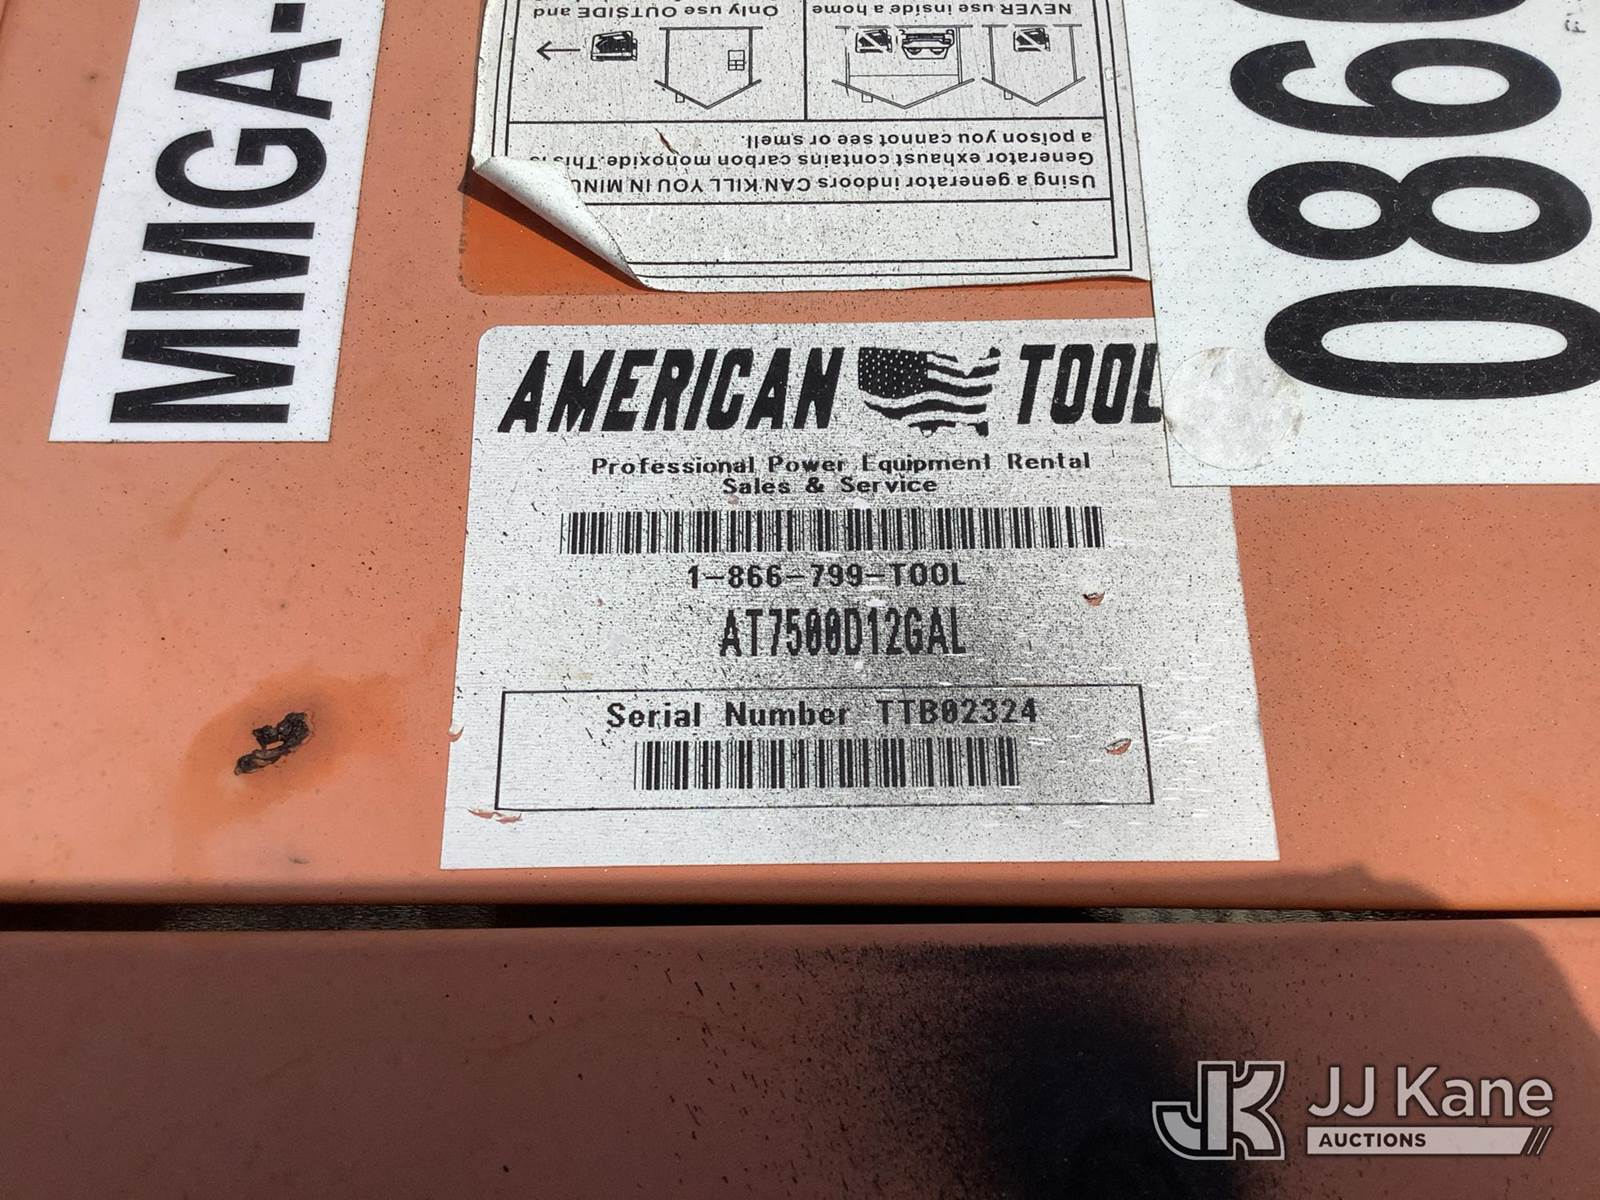 MMGA-
Only use OUTSIDE and
NEVER use inside a home
a poison you cannot see or smell.
Generator exhaust contains carbon monoxide. This is
Using a generator indoors CAN KILL YOU IN
086
AMERICAN TOOL
Professional Power Equipment Rental
Sales & Service
1-866-799-TOOL
AT7500D12GAL
Serial Number TTB02324
JK JJ Kane
AUCTIONS